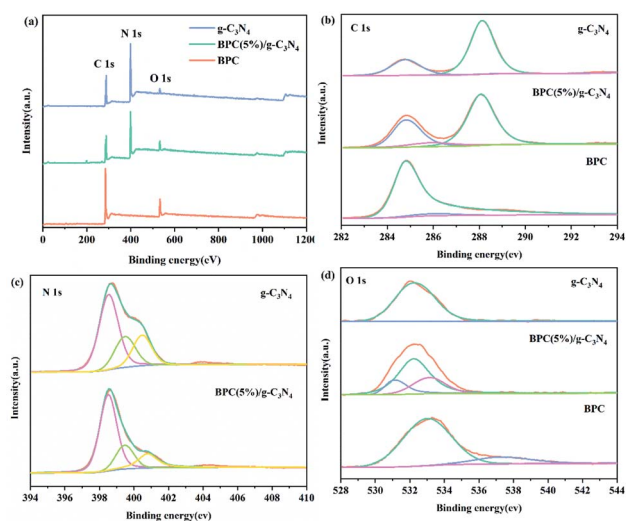 (a)
N 1s
g-C₃N₄
BPC(5%)/g-C₃N₄
BPC
C 1s
O 1s
Intensity(a.u.)
0 200 400 600 800 1000 1200
Binding energy(eV)
(b)
C 1s
g-C₃N₄
BPC(5%)/g-C₃N₄
BPC
Intensity(a.u.)
282 284 286 288 290 292 294
Binding energy(ev)
(c)
N 1s
g-C₃N₄
BPC(5%)/g-C₃N₄
Intensity(a.u.)
394 396 398 400 402 404 406 408 410
Binding energy(ev)
(d)
O 1s
g-C₃N₄
BPC(5%)/g-C₃N₄
BPC
Intensity(a.u.)
528 530 532 534 536 538 540 542 544
Binding energy(ev)